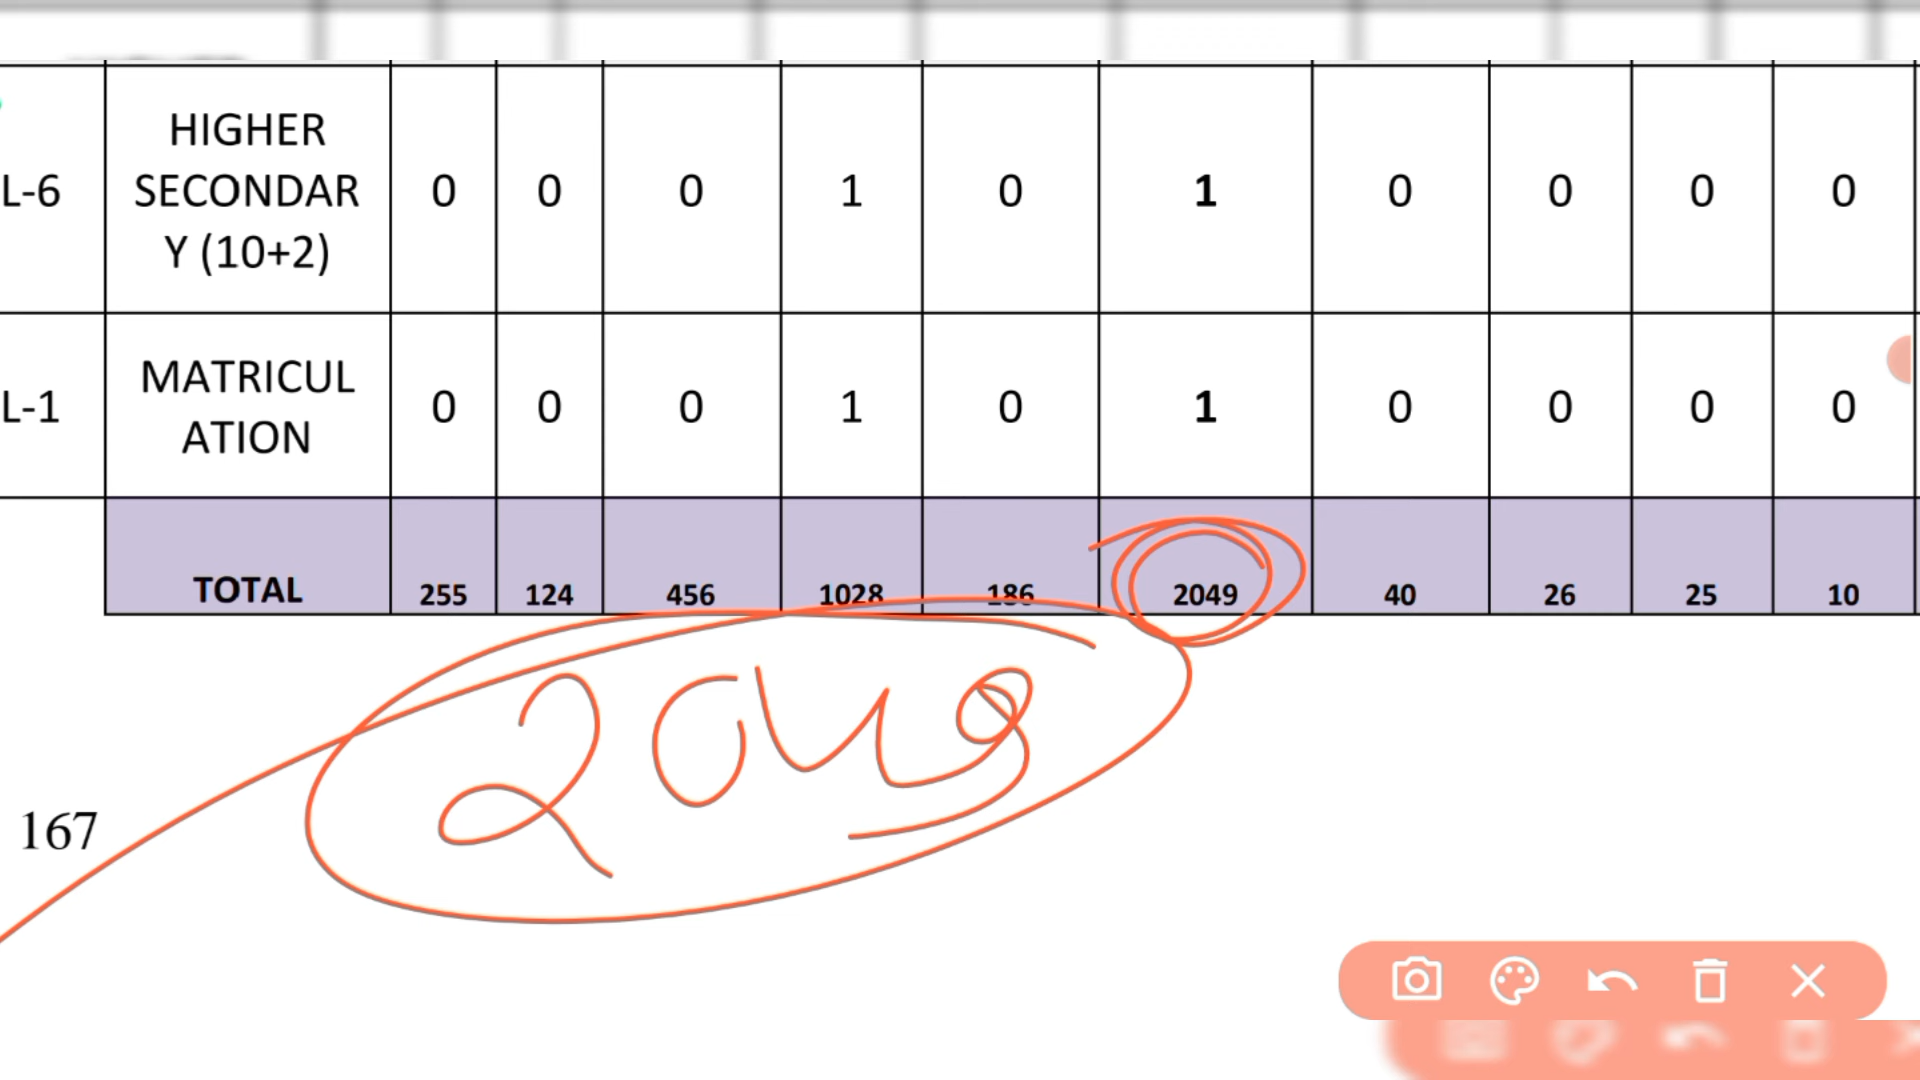 L-6 HIGHER SECONDAR Y (10+2) 0 0 0 1 0 1 0 0 0 0
L-1 MATRICUL ATION 0 0 0 1 0 1 0 0 0 0
TOTAL 255 124 456 1028 186 2049 40 26 25 10
2049
167